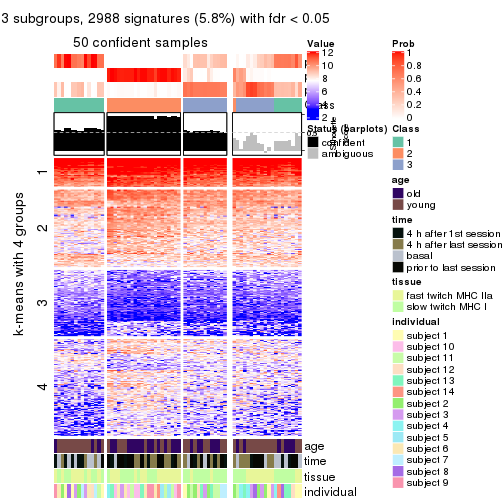 3 subgroups, 2988 signatures (5.8%) with fdr < 0.05
50 confident samples
k-means with 4 groups
1
2
3
4
age
time
tissue
individual
Value
12
10
8
6
4
2
Status (barplots)
confident
ambiguous
Prob
1
0.8
0.6
0.4
0.2
0
Class
1
2
3
age
old
young
time
4 h after 1st session
4 h after last session
basal
prior to last session
tissue
fast twitch MHC IIa
slow twitch MHC I
individual
subject 1
subject 10
subject 11
subject 12
subject 13
subject 14
subject 2
subject 3
subject 4
subject 5
subject 6
subject 7
subject 8
subject 9